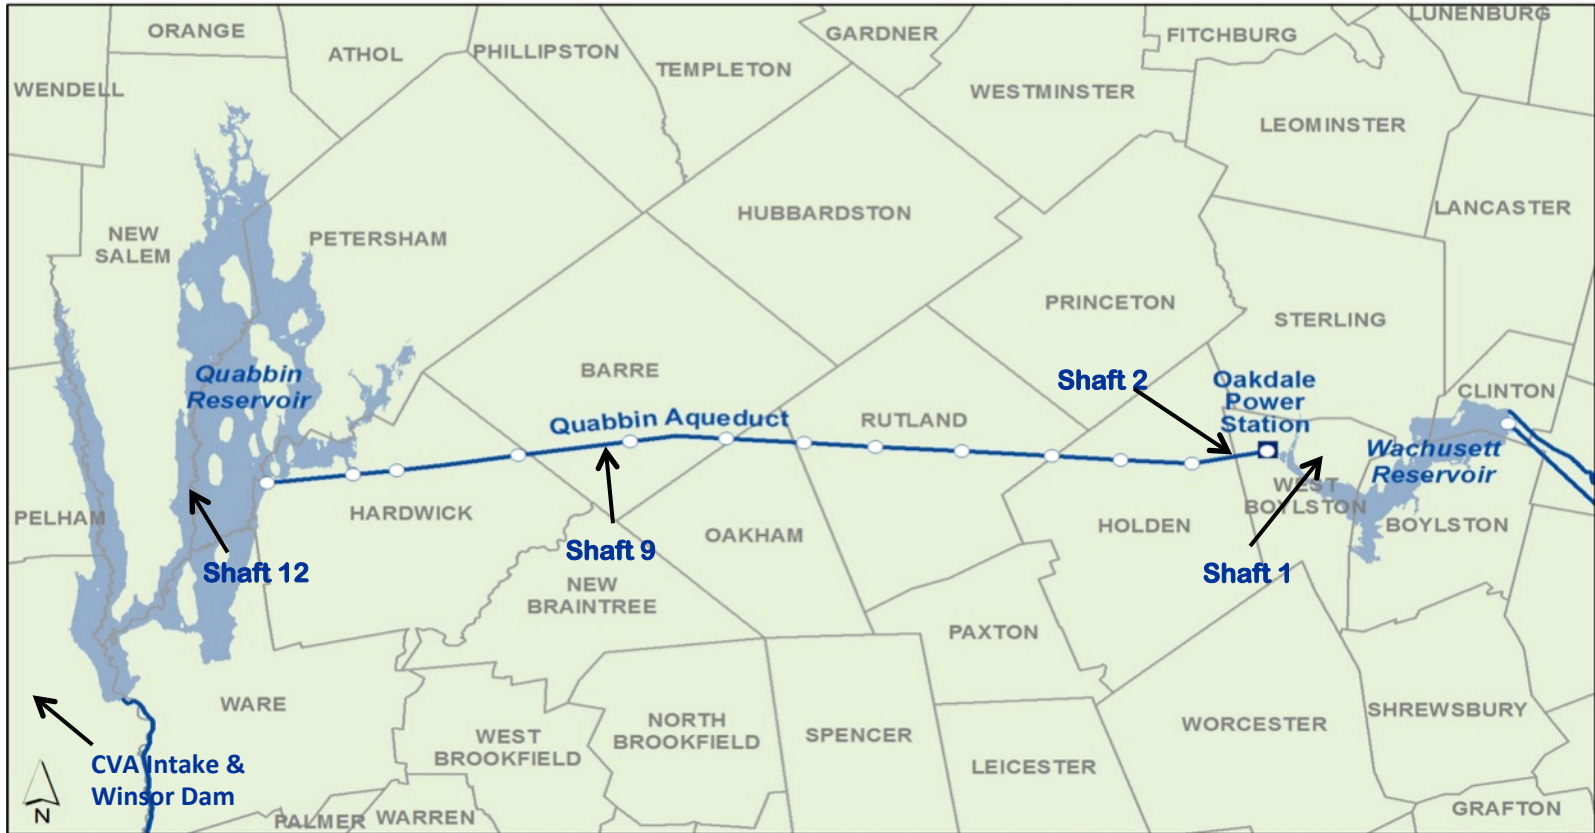 LUNENBURG
ORANGE
GARDNER
FITCHBURG
ATHOL
PHILLIPSTON
TEMPLETON
WENDELL
WESTMINSTER
LEOMINSTER
HUBBARDSTON
LANCASTER
NEW
SALEM
PETERSHAM
PRINCETON
STERLING
Quabbin
Reservoir
BARRE
Shaft 2
Oakdale
Power
Station
CLINTON
Quabbin Aqueduct
RUTLAND
Wachusett
Reservoir
WEST
BOYLSTON
PELHAM
HARDWICK
OAKHAM
HOLDEN
BOYLSTON
Shaft 9
Shaft 12
Shaft 1
NEW
BRAINTREE
PAXTON
WARE
NORTH
BROOKFIELD
WEST
BROOKFIELD
SPENCER
WORCESTER
SHREWSBURY
CVA Intake &
Winsor Dam
LEICESTER
N
PALMER
WARREN
GRAFTON